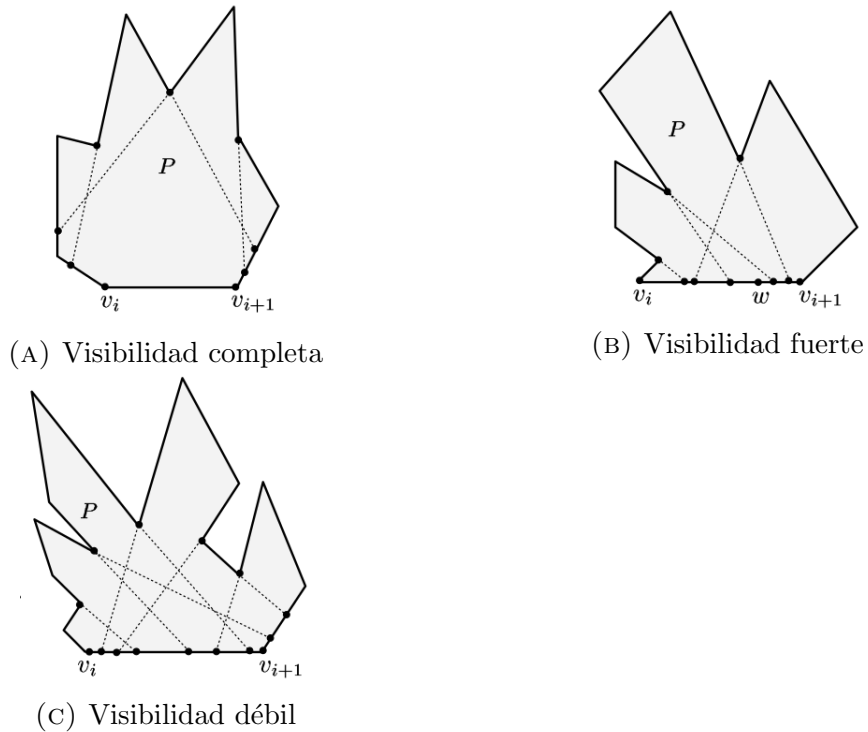 P
P
v_i
v_{i+1}
v_i
w
v_{i+1}
(A) Visibilidad completa
(B) Visibilidad fuerte
P
v_i
v_{i+1}
(C) Visibilidad débil